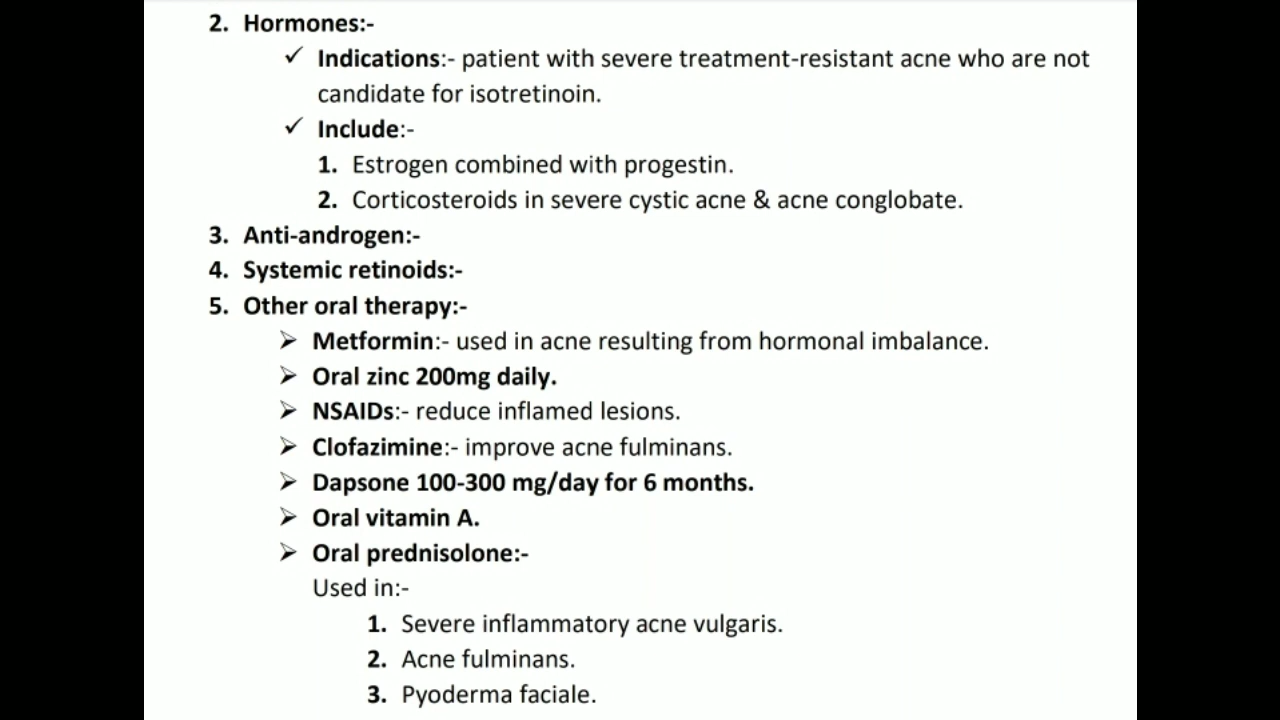 2. Hormones:-
✓ Indications:- patient with severe treatment-resistant acne who are not
candidate for isotretinoin.
✓ Include:-
1. Estrogen combined with progestin.
2. Corticosteroids in severe cystic acne & acne conglobate.
3. Anti-androgen:-
4. Systemic retinoids:-
5. Other oral therapy:-
➢ Metformin:- used in acne resulting from hormonal imbalance.
➢ Oral zinc 200mg daily.
➢ NSAIDs:- reduce inflamed lesions.
➢ Clofazimine:- improve acne fulminans.
➢ Dapsone 100-300 mg/day for 6 months.
➢ Oral vitamin A.
➢ Oral prednisolone:-
Used in:-
1. Severe inflammatory acne vulgaris.
2. Acne fulminans.
3. Pyoderma faciale.